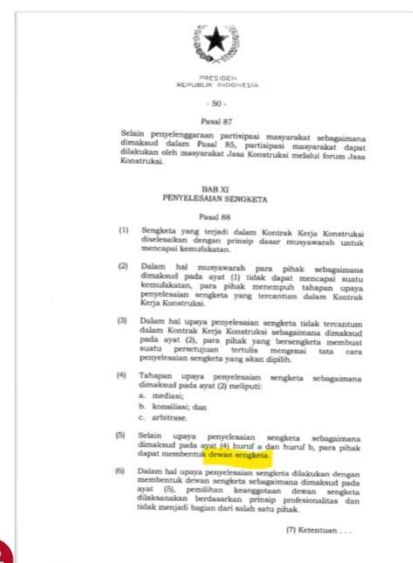 PRESIDEN
REPUBLIK INDONESIA
- 50 -
Pasal 87
Selain penyelenggaraan partisipasi masyarakat sebagaimana
dimaksud dalam Pasal 85, partisipasi masyarakat dapat
dilakukan oleh masyarakat Jasa Konstruksi melalui forum Jasa
Konstruksi.
BAB XI
PENYELESAIAN SENGKETA
Pasal 88
(1) Sengketa yang terjadi dalam Kontrak Kerja Konstruksi
diselesaikan dengan prinsip dasar musyawarah untuk
mencapai kemufakatan.
(2) Dalam hal musyawarah para pihak sebagaimana
dimaksud pada ayat (1) tidak dapat mencapai suatu
kemufakatan, para pihak menempuh tahapan upaya
penyelesaian sengketa yang tercantum dalam Kontrak
Kerja Konstruksi.
(3) Dalam hal upaya penyelesaian sengketa tidak tercantum
dalam Kontrak Kerja Konstruksi sebagaimana dimaksud
pada ayat (2), para pihak yang bersengketa membuat
suatu persetujuan tertulis mengenai tata cara
penyelesaian sengketa yang akan dipilih.
(4) Tahapan upaya penyelesaian sengketa sebagaimana
dimaksud pada ayat (2) meliputi:
a. mediasi;
b. konsiliasi; dan
c. arbitrase.
(5) Selain upaya penyelesaian sengketa sebagaimana
dimaksud pada ayat (4) huruf a dan huruf b, para pihak
dapat membentuk dewan sengketa.
(6) Dalam hal upaya penyelesaian sengketa dilakukan dengan
membentuk dewan sengketa sebagaimana dimaksud pada
ayat (5), pemilihan keanggotaan dewan sengketa
dilaksanakan berdasarkan prinsip profesionalitas dan
tidak menjadi bagian dari salah satu pihak.
(7) Ketentuan . . .